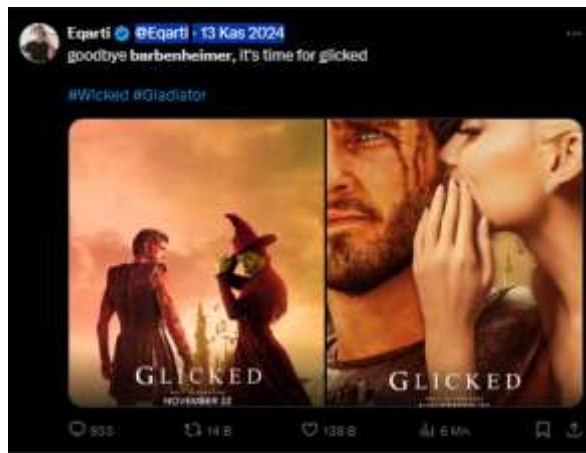 Eqarti @Eqarti · 13 Kas 2024
goodbye barbenheimer, it's time for glicked
#Wicked #Gladiator
GLICKED
NOVEMBER 22
GLICKED
933 14 B 138 B 6 Mn